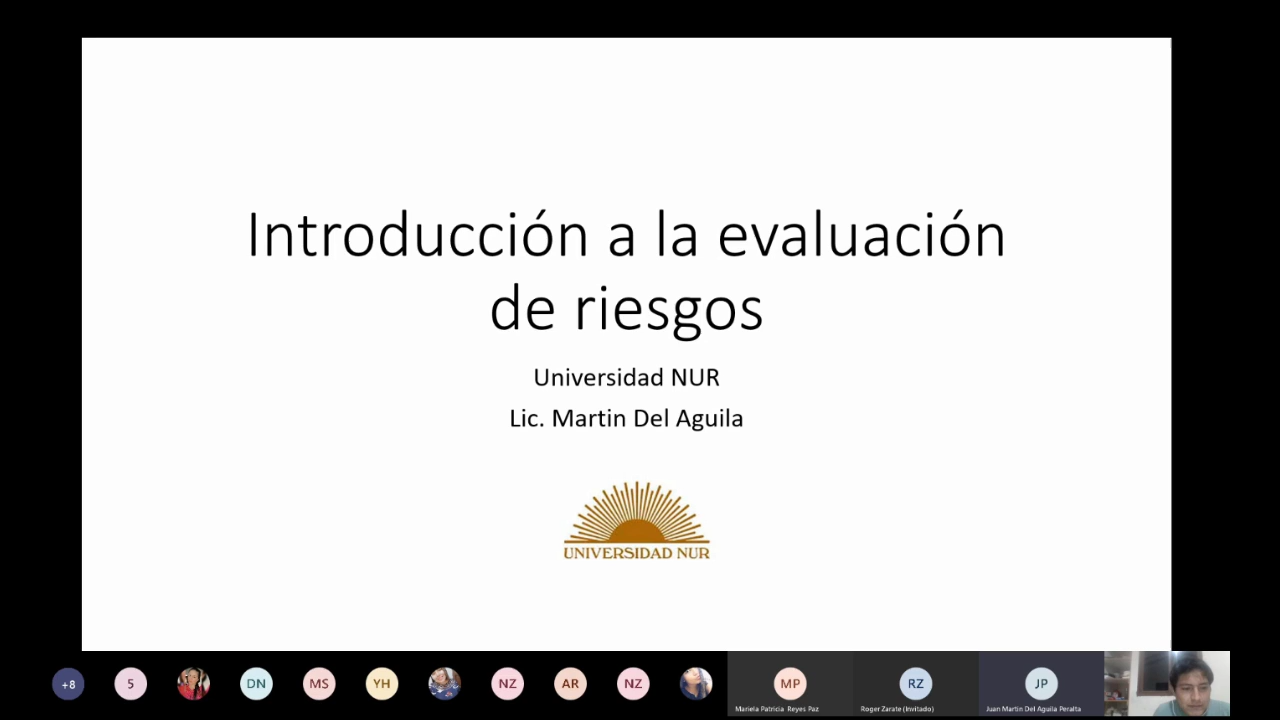 Introducción a la evaluación
de riesgos
Universidad NUR
Lic. Martin Del Aguila
UNIVERSIDAD NUR
+8
5
DN
MS
YH
NZ
AR
NZ
MP
RZ
JP
Mariela Patricia Reyes Paz
Roger Zarate (Invitado)
Juan Martin Del Aguila Peralta